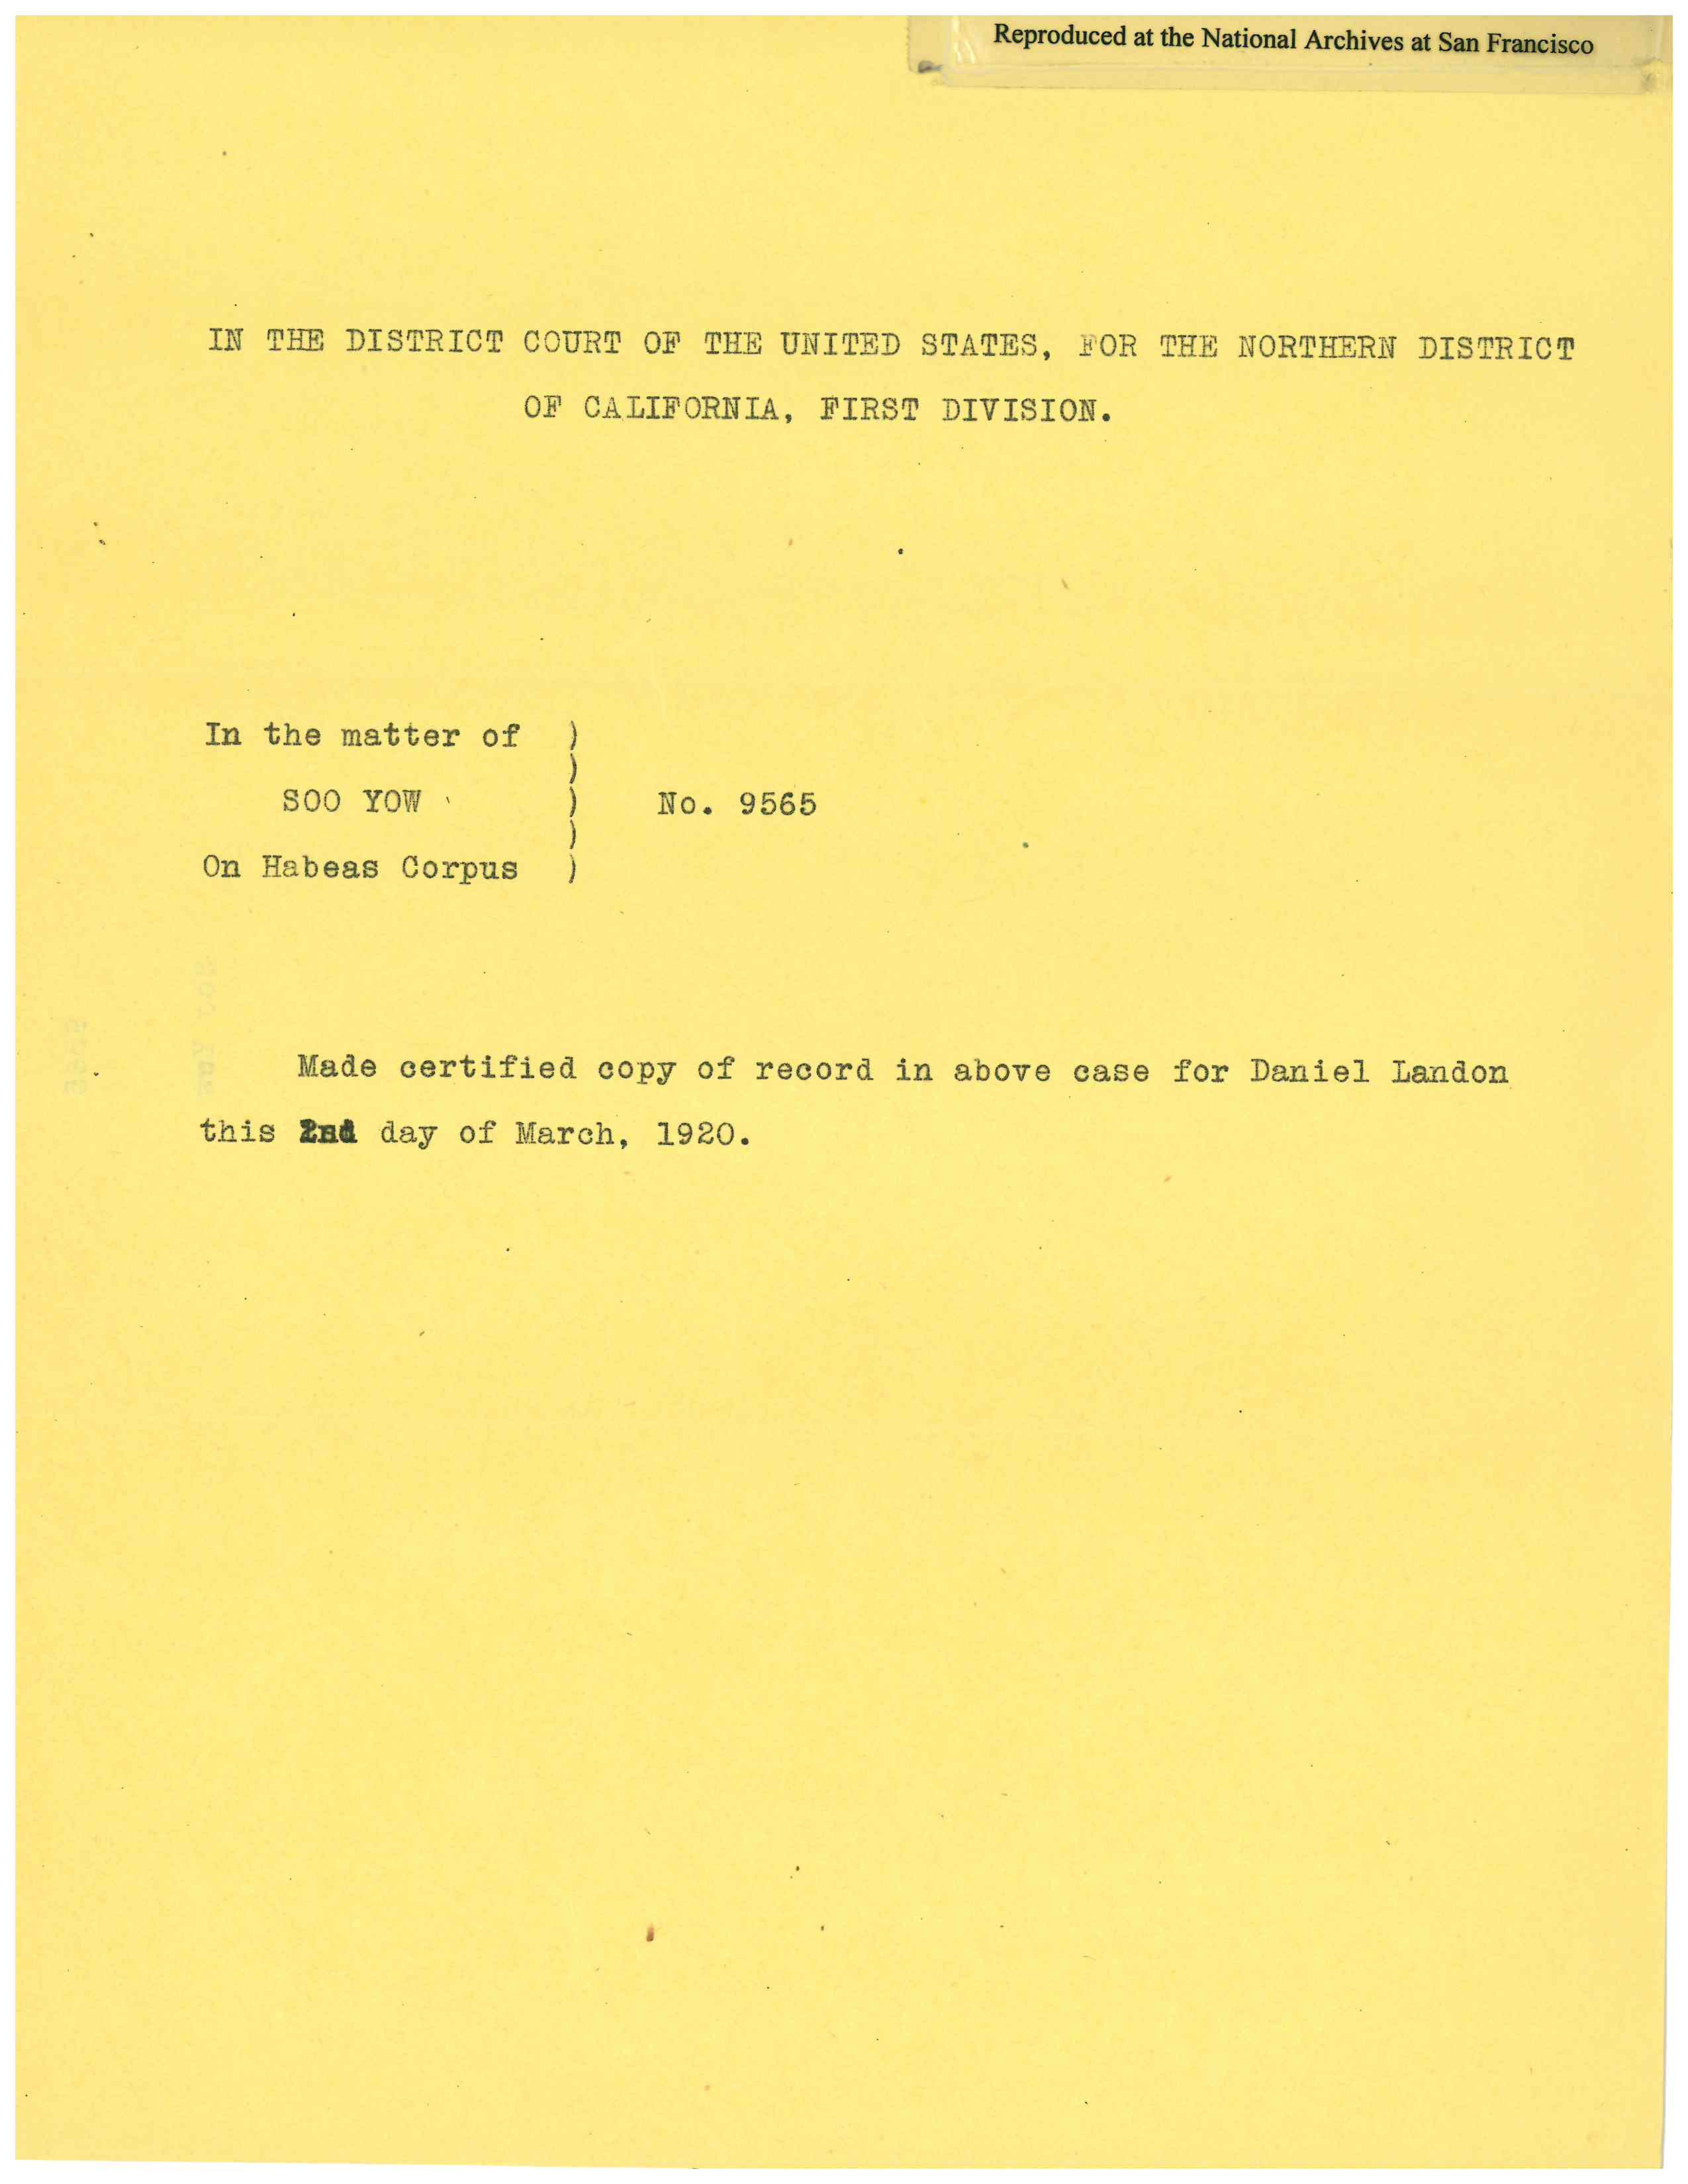 Reproduced at the National Archives at San Francisco
IN THE DISTRICT COURT OF THE UNITED STATES, FOR THE NORTHERN DISTRICT
OF CALIFORNIA, FIRST DIVISION.
In the matter of )
)
SOO YOW ) No. 9565
)
On Habeas Corpus )
Made certified copy of record in above case for Daniel Landon
this 2nd day of March, 1920.